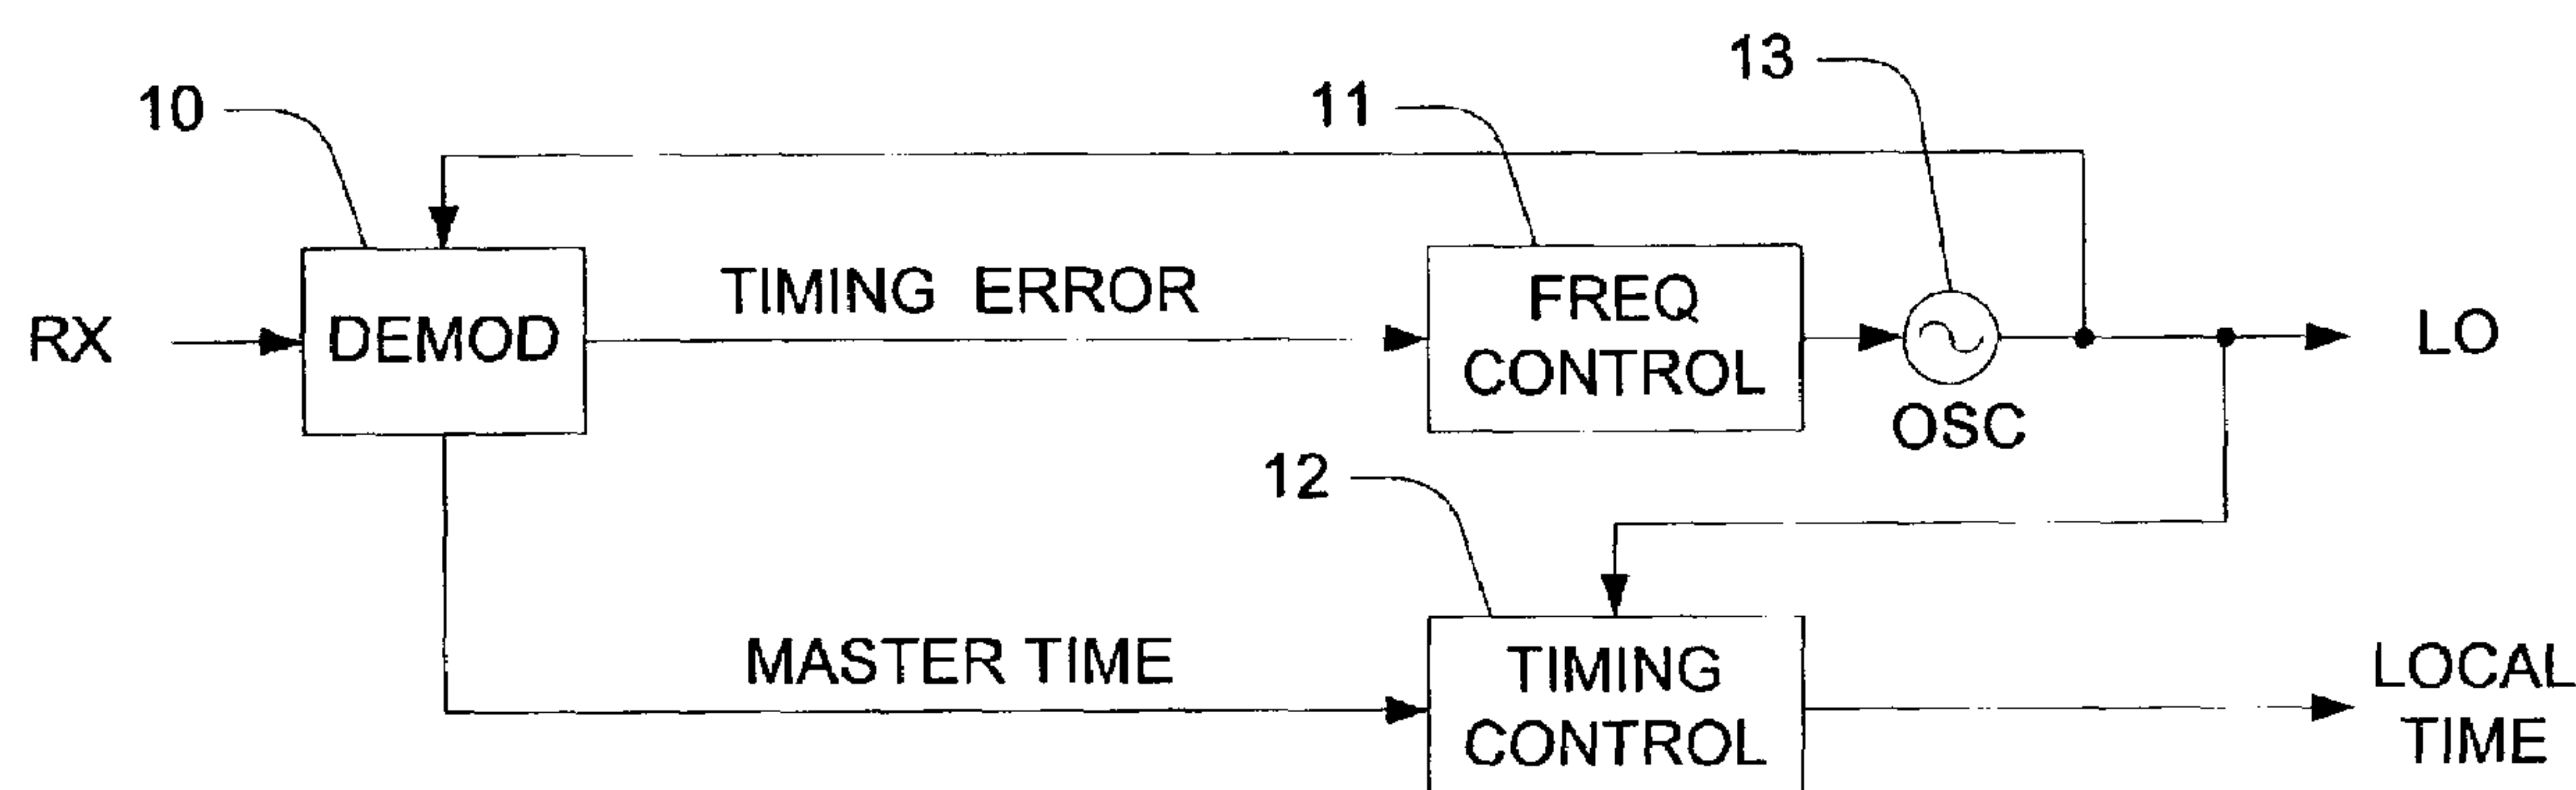 13
10
11
TIMING ERROR
FREQ
CONTROL
RX
DEMOD
LO
OSC
12
MASTER TIME
TIMING
CONTROL
LOCAL
TIME